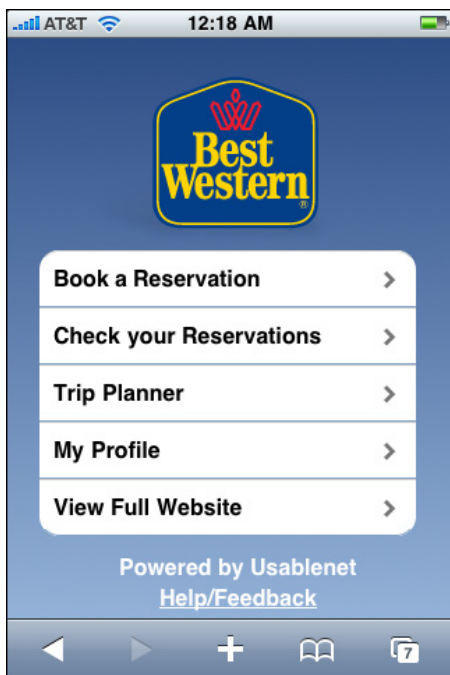 AT&T 12:18 AM
Best
Western
®
Book a Reservation
Check your Reservations
Trip Planner
My Profile
View Full Website
Powered by Usablenet
Help/Feedback
7